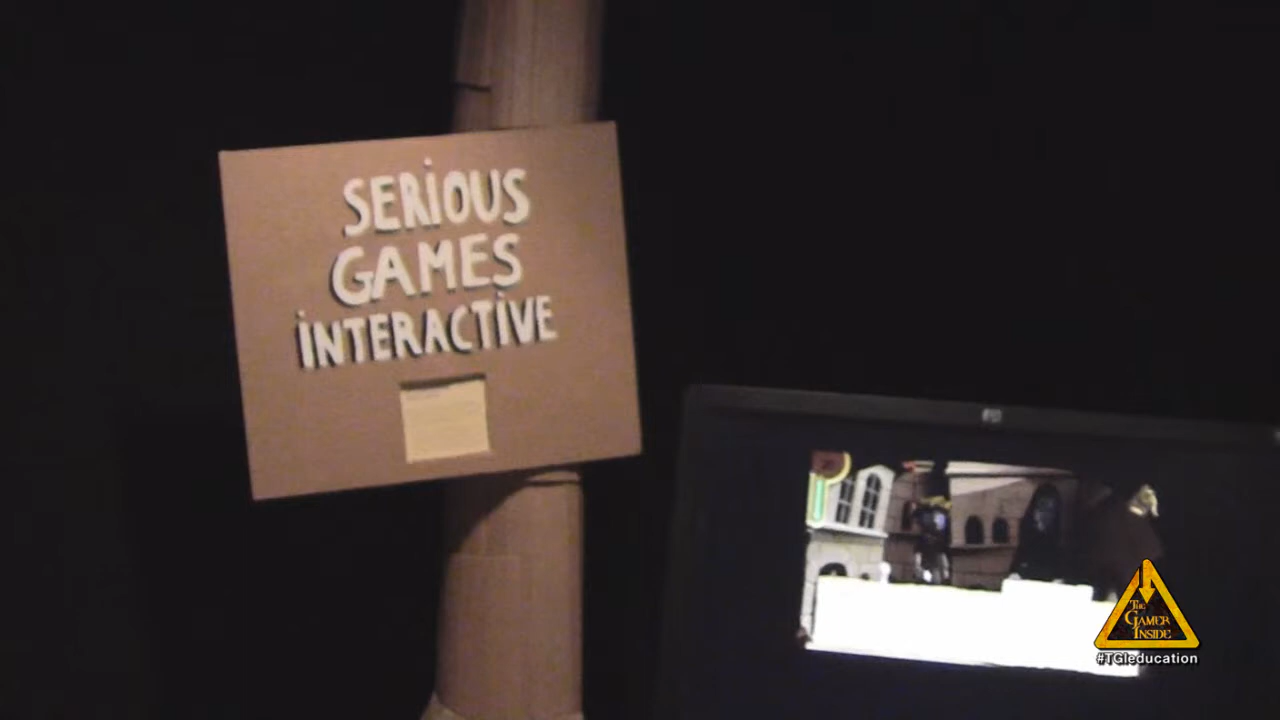 SERiOUS
GAMES
iNTERACTiVE
THE
GAMER
INSIDE
#TGIeducation